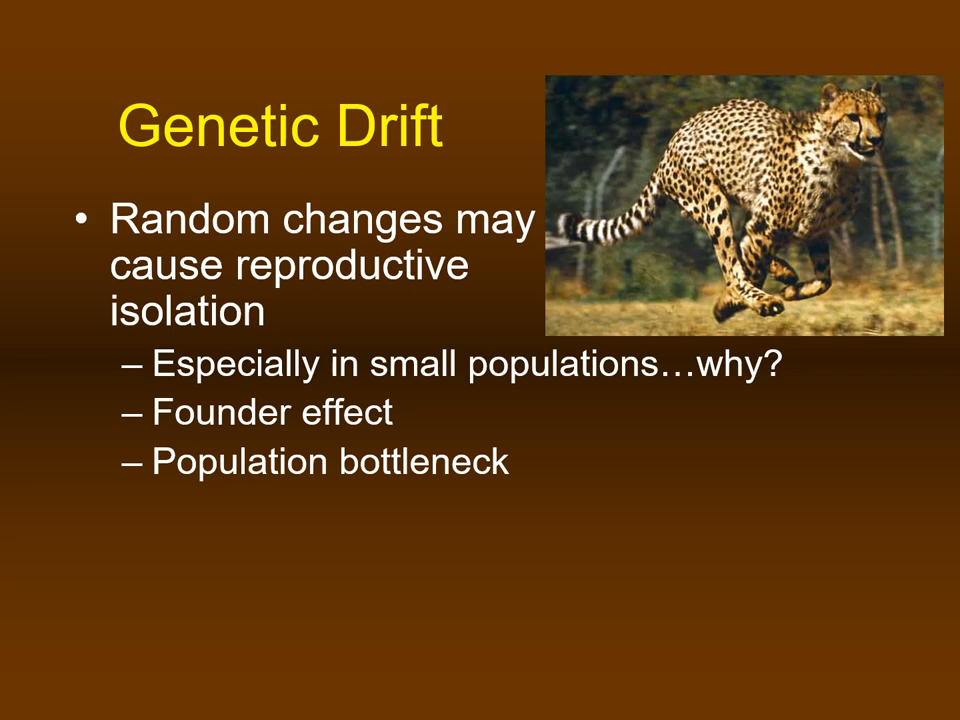 Genetic Drift
• Random changes may
cause reproductive
isolation
– Especially in small populations…why?
– Founder effect
– Population bottleneck